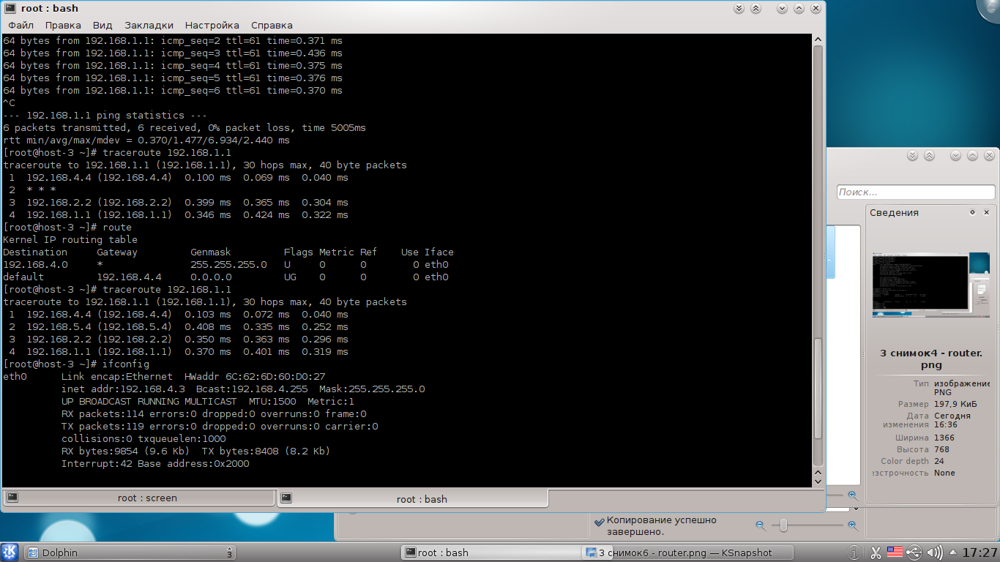 root : bash
Файл Правка Вид Закладки Настройка Справка
64 bytes from 192.168.1.1: icmp_seq=2 ttl=61 time=0.371 ms
64 bytes from 192.168.1.1: icmp_seq=3 ttl=61 time=0.436 ms
64 bytes from 192.168.1.1: icmp_seq=4 ttl=61 time=0.375 ms
64 bytes from 192.168.1.1: icmp_seq=5 ttl=61 time=0.376 ms
64 bytes from 192.168.1.1: icmp_seq=6 ttl=61 time=0.370 ms
^C
--- 192.168.1.1 ping statistics ---
6 packets transmitted, 6 received, 0% packet loss, time 5005ms
rtt min/avg/max/mdev = 0.370/1.477/6.934/2.440 ms
[root@host-3 ~]# traceroute 192.168.1.1
traceroute to 192.168.1.1 (192.168.1.1), 30 hops max, 40 byte packets
1  192.168.4.4 (192.168.4.4)  0.100 ms  0.069 ms  0.040 ms
2  * * *
3  192.168.2.2 (192.168.2.2)  0.399 ms  0.365 ms  0.304 ms
4  192.168.1.1 (192.168.1.1)  0.346 ms  0.424 ms  0.322 ms
[root@host-3 ~]# route
Kernel IP routing table
Destination     Gateway         Genmask         Flags Metric Ref    Use Iface
192.168.4.0     *               255.255.255.0   U     0      0        0 eth0
default         192.168.4.4     0.0.0.0         UG    0      0        0 eth0
[root@host-3 ~]# traceroute 192.168.1.1
traceroute to 192.168.1.1 (192.168.1.1), 30 hops max, 40 byte packets
1  192.168.4.4 (192.168.4.4)  0.103 ms  0.072 ms  0.040 ms
2  192.168.5.4 (192.168.5.4)  0.408 ms  0.335 ms  0.252 ms
3  192.168.2.2 (192.168.2.2)  0.350 ms  0.363 ms  0.296 ms
4  192.168.1.1 (192.168.1.1)  0.370 ms  0.401 ms  0.319 ms
[root@host-3 ~]# ifconfig
eth0      Link encap:Ethernet  HWaddr 6C:62:6D:60:D0:27
inet addr:192.168.4.3  Bcast:192.168.4.255  Mask:255.255.255.0
UP BROADCAST RUNNING MULTICAST  MTU:1500  Metric:1
RX packets:114 errors:0 dropped:0 overruns:0 frame:0
TX packets:119 errors:0 dropped:0 overruns:0 carrier:0
collisions:0 txqueuelen:1000
RX bytes:9854 (9.6 Kb)  TX bytes:8408 (8.2 Kb)
Interrupt:42 Base address:0x2000
root : screen
root : bash
Поиск...
Сведения
3 снимок4 - router.
png
Тип изображение
PNG
Размер 197,9 КиБ
Дата Сегодня
изменения 16:36
Ширина 1366
Высота 768
Color depth 24
зстрочность None
Копирование успешно
завершено.
Dolphin 3
root : bash
3 снимок6 - router.png — KSnapshot
17:27